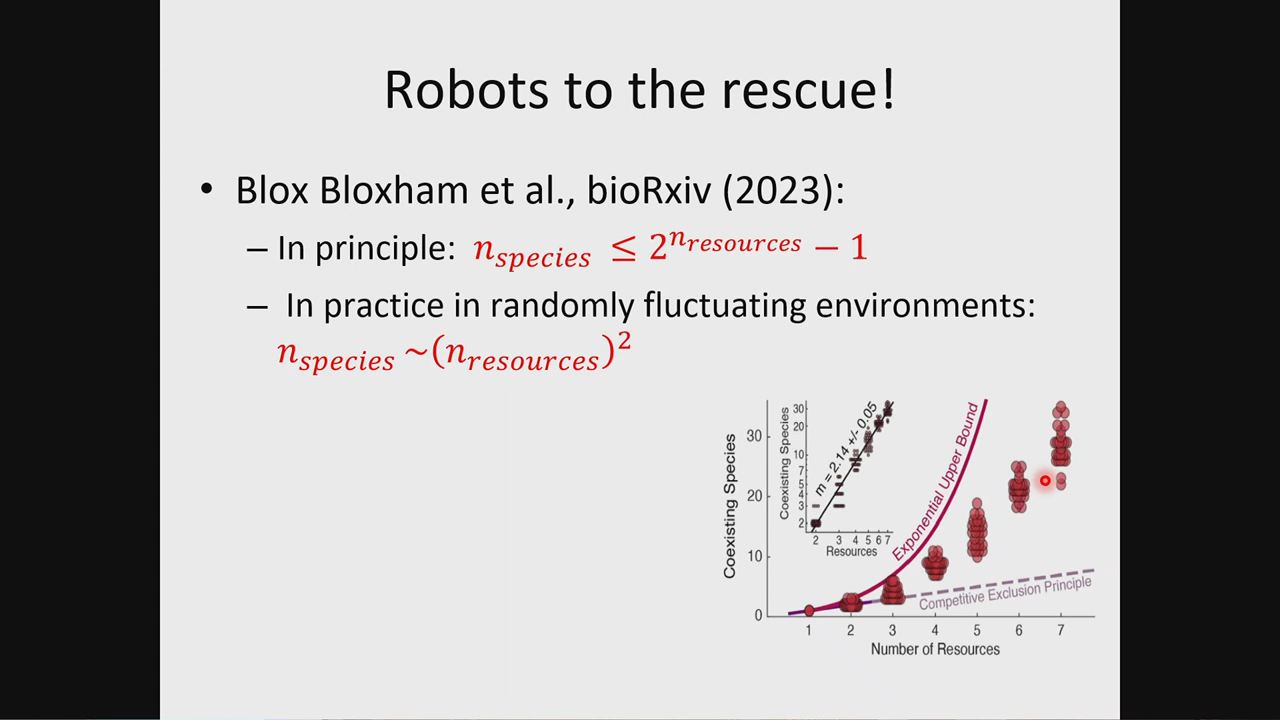 Robots to the rescue!
• Blox Bloxham et al., bioRxiv (2023):
– In principle: n_species ≤ 2^{n_resources} − 1
– In practice in randomly fluctuating environments:
n_species ~(n_resources)^2
Coexisting Species
30
20
10
0
1 2 3 4 5 6 7
Number of Resources
Exponential Upper Bound
Competitive Exclusion Principle
Coexisting Species
30
20
10
7
5
4
3
2
2 3 4 5 6 7
Resources
m = 2.14 +/- 0.05